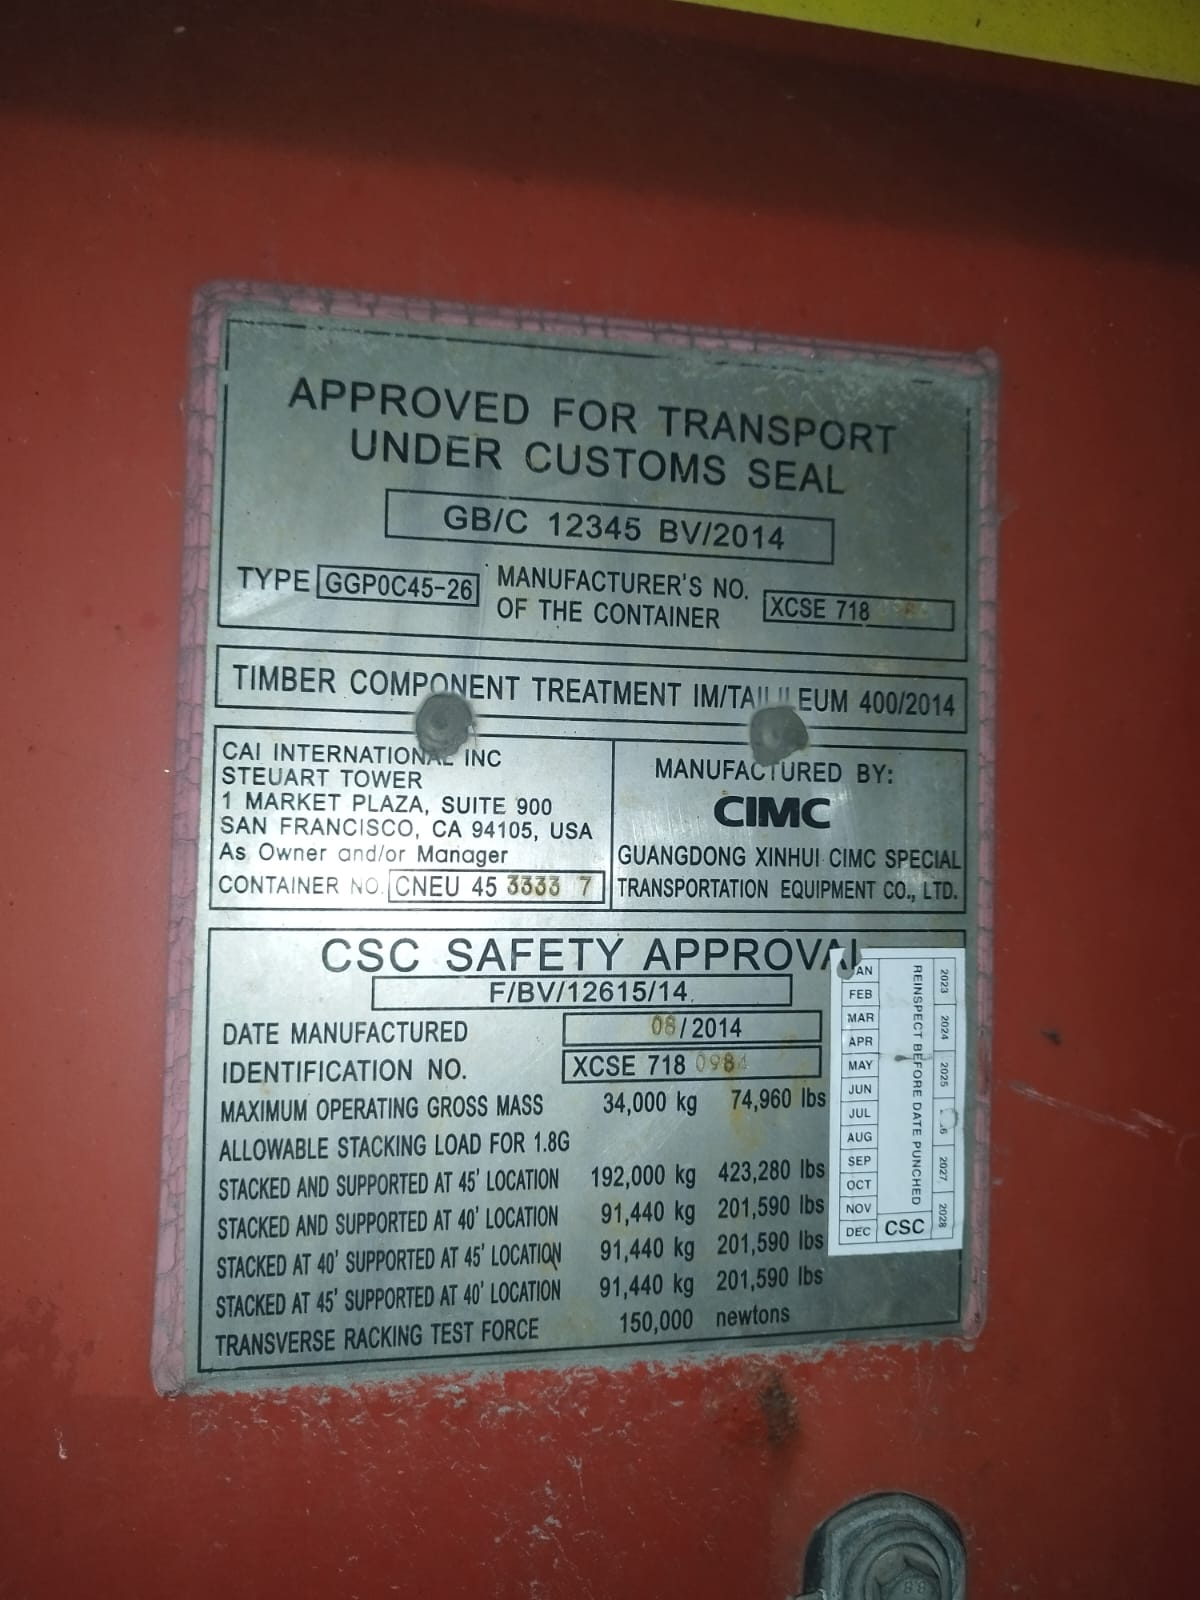 APPROVED FOR TRANSPORT
UNDER CUSTOMS SEAL
GB/C 12345 BV/2014
TYPE GGP0C45-26
MANUFACTURER'S NO.
OF THE CONTAINER
XCSE 718
TIMBER COMPONENT TREATMENT 400/2014
CAI INTERNATIONAL INC
STEUART TOWER
1 MARKET PLAZA, SUITE 900
SAN FRANCISCO, CA 94105, USA
As Owner and/or Manager
CONTAINER NO. CNEU 45 3333 7
MANUFACTURED BY:
CIMC
GUANGDONG XINHUI CIMC SPECIAL
TRANSPORTATION EQUIPMENT CO., LTD.
CSC SAFETY APPROVAL
F/BV/12615/14
DATE MANUFACTURED 08/2014
IDENTIFICATION NO. XCSE 718
MAXIMUM OPERATING GROSS MASS 34,000 kg 74,960 lbs
ALLOWABLE STACKING LOAD FOR 1.8G
STACKED AND SUPPORTED AT 45' LOCATION 192,000 kg 423,280 lbs
STACKED AND SUPPORTED AT 40' LOCATION 91,440 kg 201,590 lbs
STACKED AT 40' SUPPORTED AT 45' LOCATION 91,440 kg 201,590 lbs
STACKED AT 45' SUPPORTED AT 40' LOCATION 91,440 kg 201,590 lbs
TRANSVERSE RACKING TEST FORCE 150,000 newtons
JAN
FEB
MAR
APR
MAY
JUN
JUL
AUG
SEP
OCT
NOV
DEC
REINSPECT BEFORE DATE PUNCHED
CSC
2023
2024
2025
2027
2028
8.8